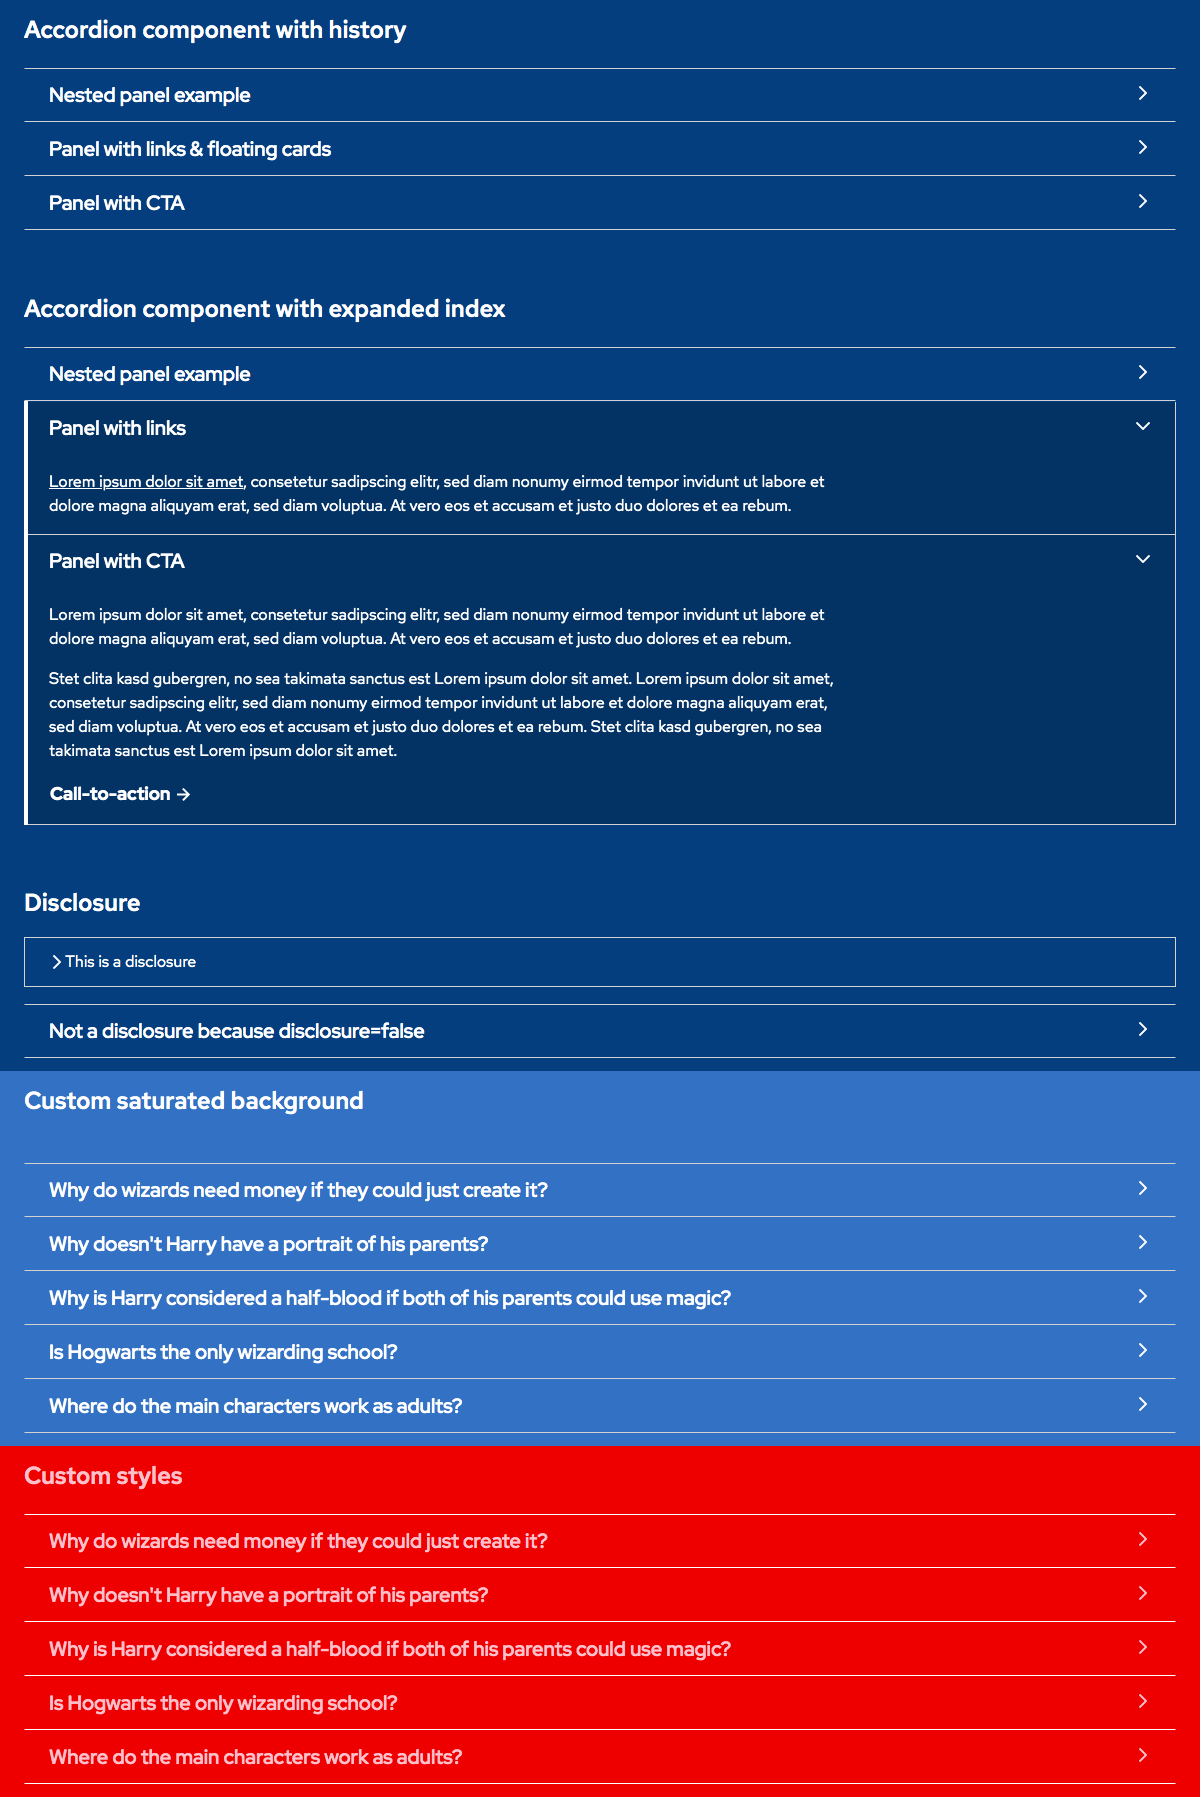 Accordion component with history
Nested panel example
Panel with links & floating cards
Panel with CTA
Accordion component with expanded index
Nested panel example
Panel with links
Lorem ipsum dolor sit amet, consetetur sadipscing elitr, sed diam nonumy eirmod tempor invidunt ut labore et
dolore magna aliquyam erat, sed diam voluptua. At vero eos et accusam et justo duo dolores et ea rebum.
Panel with CTA
Lorem ipsum dolor sit amet, consetetur sadipscing elitr, sed diam nonumy eirmod tempor invidunt ut labore et
dolore magna aliquyam erat, sed diam voluptua. At vero eos et accusam et justo duo dolores et ea rebum.
Stet clita kasd gubergren, no sea takimata sanctus est Lorem ipsum dolor sit amet. Lorem ipsum dolor sit amet,
consetetur sadipscing elitr, sed diam nonumy eirmod tempor invidunt ut labore et dolore magna aliquyam erat,
sed diam voluptua. At vero eos et accusam et justo duo dolores et ea rebum. Stet clita kasd gubergren, no sea
takimata sanctus est Lorem ipsum dolor sit amet.
Call-to-action →
Disclosure
This is a disclosure
Not a disclosure because disclosure=false
Custom saturated background
Why do wizards need money if they could just create it?
Why doesn't Harry have a portrait of his parents?
Why is Harry considered a half-blood if both of his parents could use magic?
Is Hogwarts the only wizarding school?
Where do the main characters work as adults?
Custom styles
Why do wizards need money if they could just create it?
Why doesn't Harry have a portrait of his parents?
Why is Harry considered a half-blood if both of his parents could use magic?
Is Hogwarts the only wizarding school?
Where do the main characters work as adults?